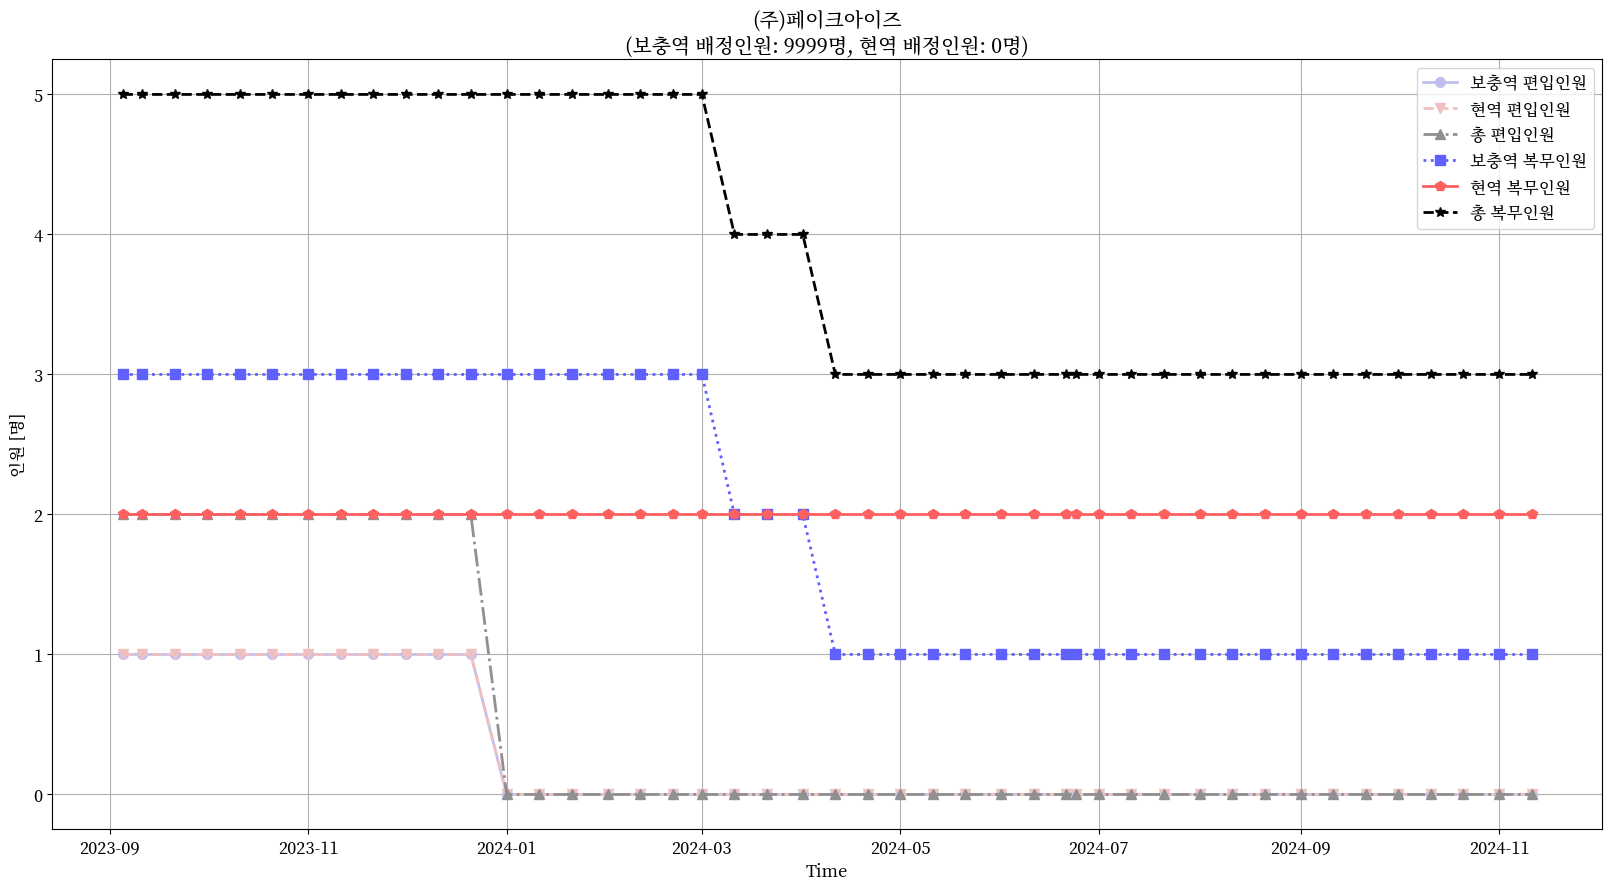 (주)페이크아이즈
(보충역 배정인원: 9999명, 현역 배정인원: 0명)
보충역 편입인원
현역 편입인원
총 편입인원
보충역 복무인원
현역 복무인원
총 복무인원
인원 [명]
5
4
3
2
1
0
2023-09
2023-11
2024-01
2024-03
2024-05
2024-07
2024-09
2024-11
Time